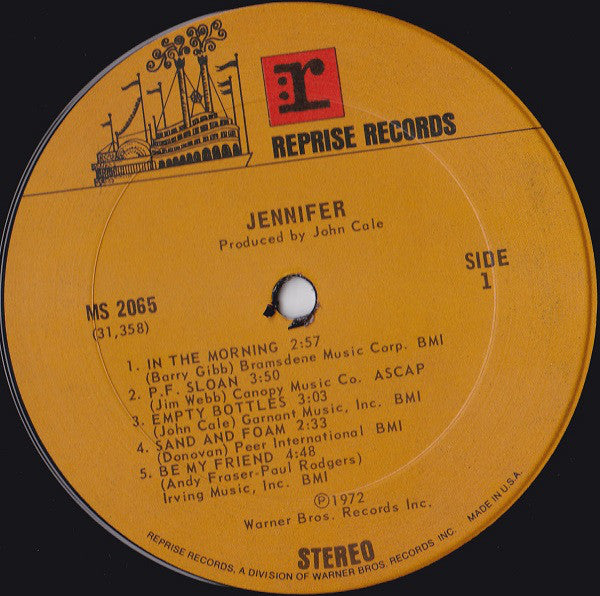 r
REPRISE RECORDS
JENNIFER
Produced by John Cale
SIDE
1
MS 2065
(31,358)
1. IN THE MORNING 2:57
(Barry Gibb) Bramsdene Music Corp. BMI
2. P.F. SLOAN 3:50
(Jim Webb) Canopy Music Co. ASCAP
3. EMPTY BOTTLES 3:03
(John Cale) Garnant Music, Inc. BMI
4. SAND AND FOAM 2:33
(Donovan) Peer International BMI
5. BE MY FRIEND 4:48
(Andy Fraser-Paul Rodgers)
Irving Music, Inc. BMI
Ⓟ1972
Warner Bros. Records Inc.
STEREO
REPRISE RECORDS, A DIVISION OF WARNER BROS. RECORDS INC. MADE IN U.S.A.